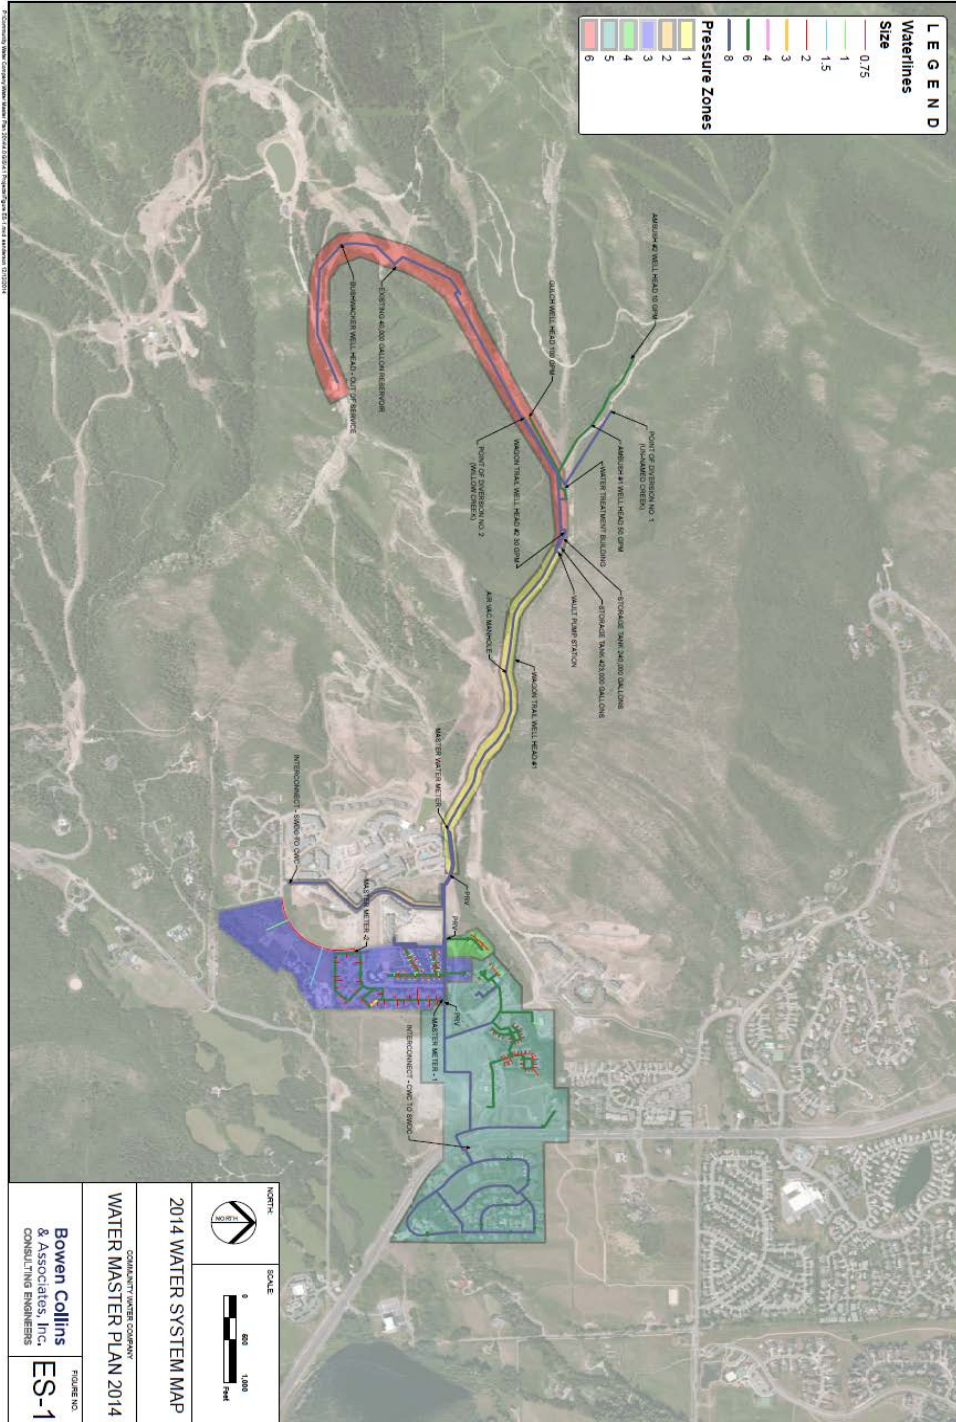 LEGEND
Waterlines
Size
0.75
1
1.5
2
3
4
6
8
Pressure Zones
1
2
3
4
5
6
AMBUSH #2 WELL HEAD 10 GPM
GULCH WELL HEAD 100 GPM
POINT OF DIVERSION NO. 1
(UN-NAMED CREEK)
AMBUSH #1 WELL HEAD 50 GPM
WATER TREATMENT BUILDING
STORAGE TANK 240,000 GALLONS
STORAGE TANK 429,000 GALLONS
VAULT PUMP STATION
WAGON TRAIL WELL HEAD #1
EXISTING 40,000 GALLON RESERVOIR
BUSHWACKER WELL HEAD - OUT OF SERVICE
POINT OF DIVERSION NO. 2
(WILLOW CREEK)
WAGON TRAIL WELL HEAD #2 30 GPM
AIR VAC MANHOLE
MASTER WATER METER
INTERCONNECT - SWDC TO CWC
MASTER METER -2
PRV
PRV
PRV
MASTER METER - 1
INTERCONNECT - CWC TO SWDC
NORTH:
NORTH
SCALE:
0 500 1,000
Feet
2014 WATER SYSTEM MAP
COMMUNITY WATER COMPANY
WATER MASTER PLAN 2014
Bowen Collins
& Associates, Inc.
CONSULTING ENGINEERS
FIGURE NO.
ES-1